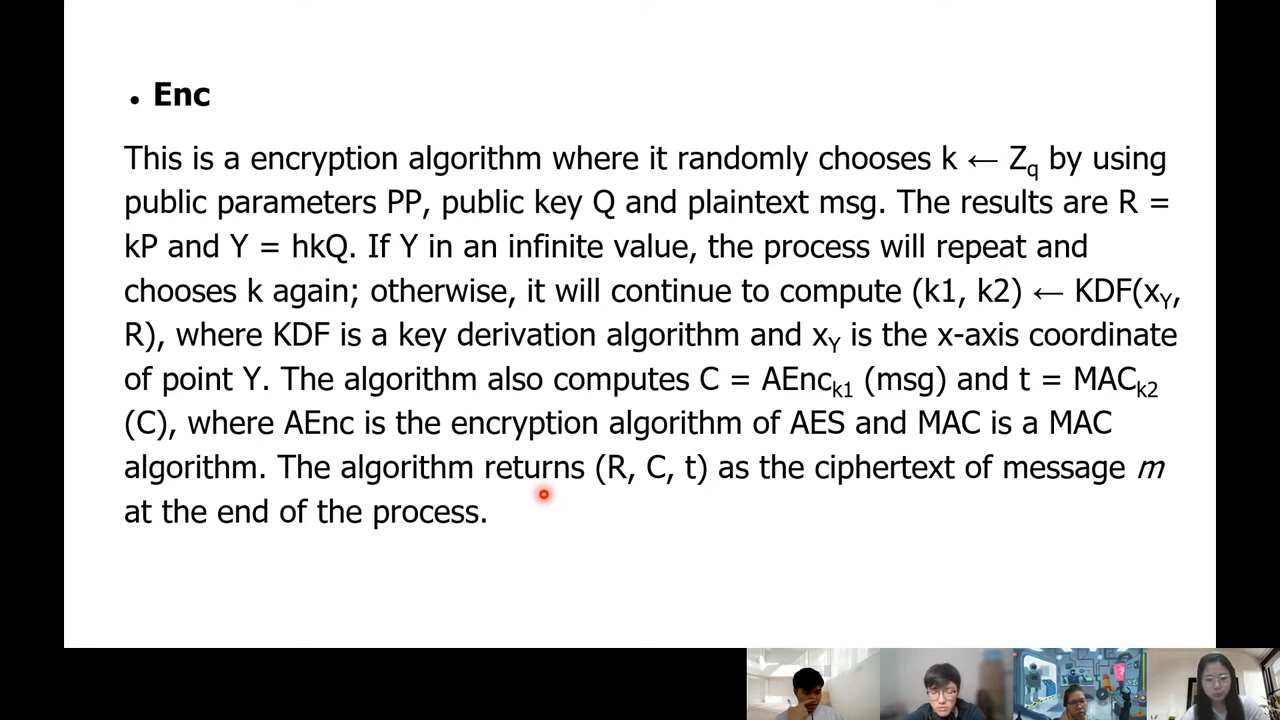 • Enc
This is a encryption algorithm where it randomly chooses k ← Zq by using
public parameters PP, public key Q and plaintext msg. The results are R =
kP and Y = hkQ. If Y in an infinite value, the process will repeat and
chooses k again; otherwise, it will continue to compute (k1, k2) ← KDF(xY,
R), where KDF is a key derivation algorithm and xY is the x-axis coordinate
of point Y. The algorithm also computes C = AEnck1 (msg) and t = MACk2
(C), where AEnc is the encryption algorithm of AES and MAC is a MAC
algorithm. The algorithm returns (R, C, t) as the ciphertext of message m
at the end of the process.